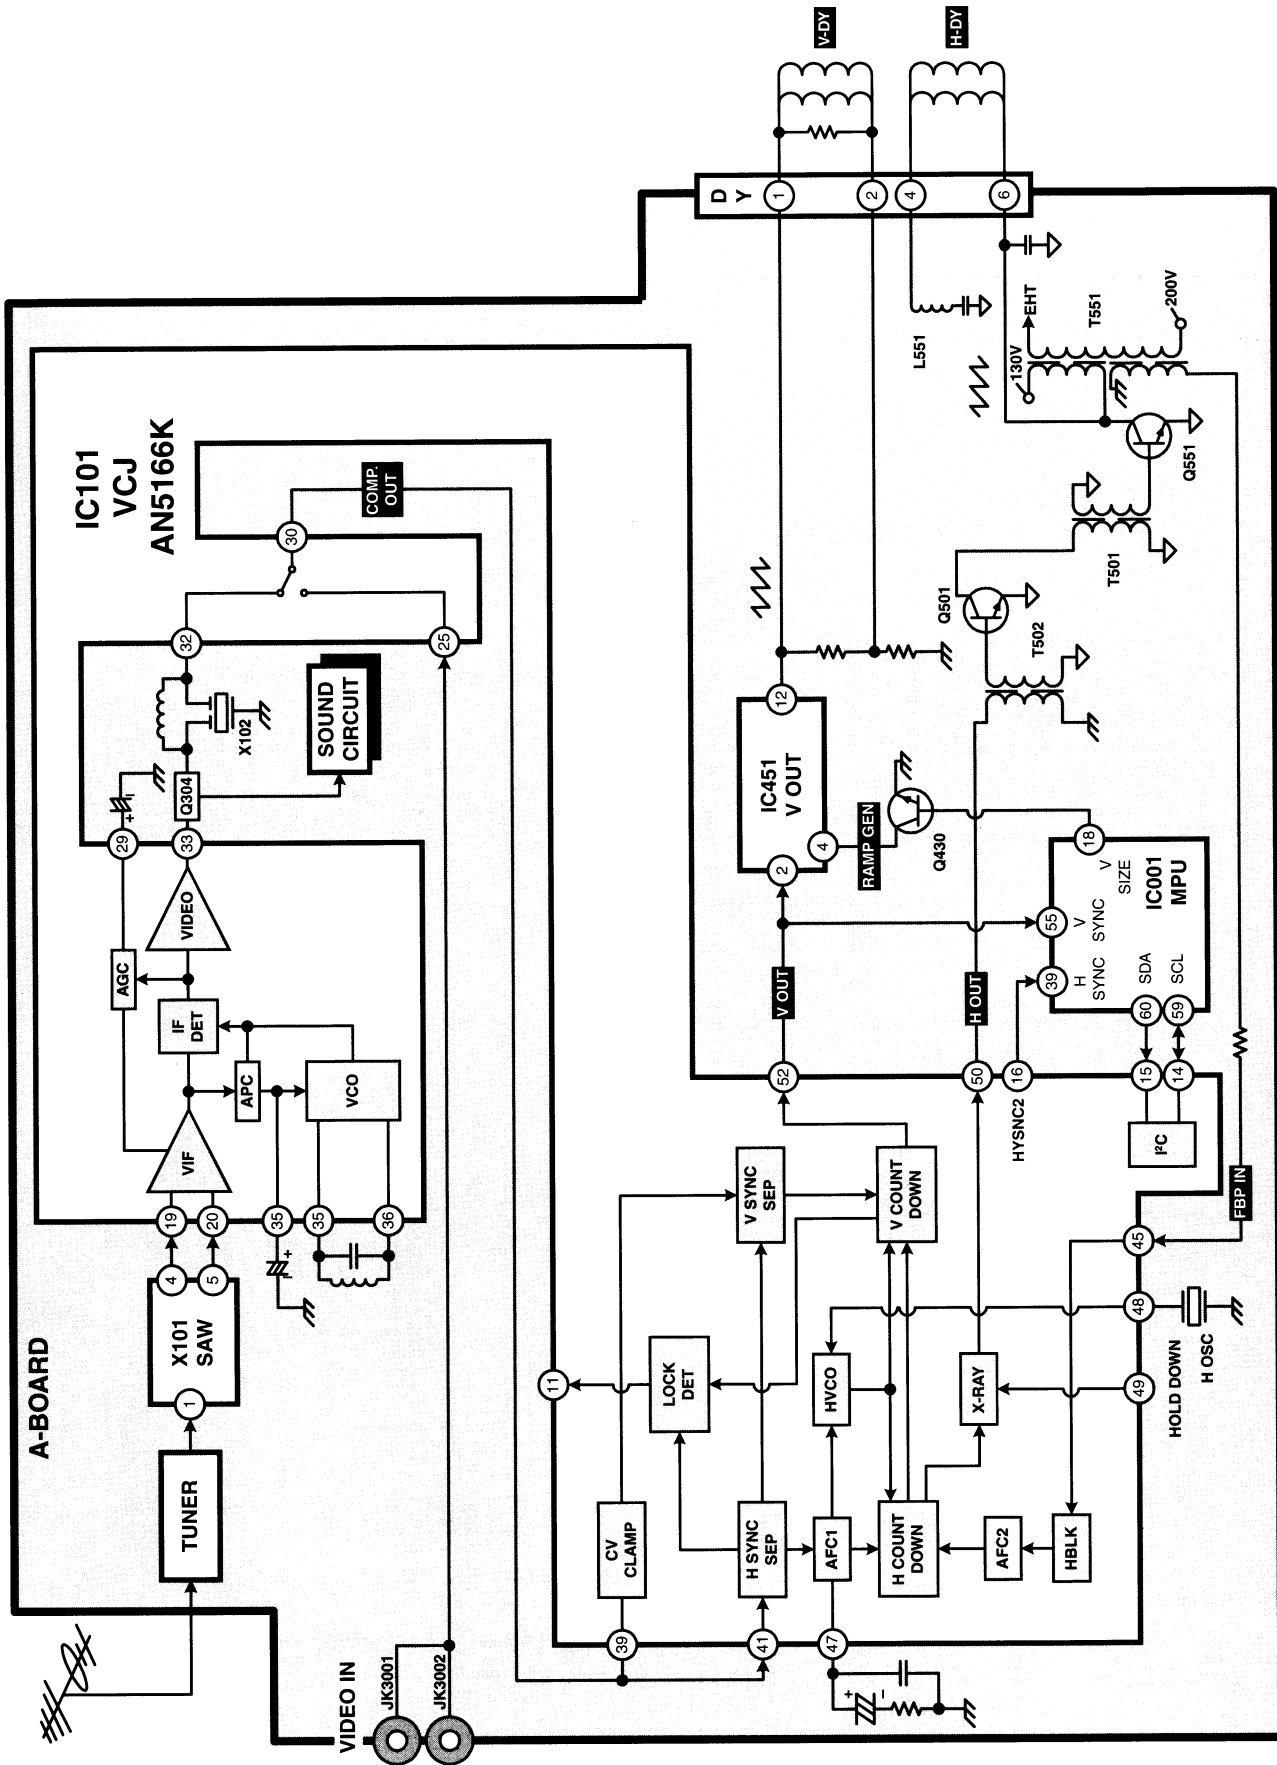 A-BOARD
TUNER
X101
SAW
1
4
5
19
20
35
35
36
VIF
APC
VCO
IF
DET
AGC
VIDEO
29
33
Q304
X102
+
−
SOUND
CIRCUIT
32
25
30
COMP.
OUT
IC101
VCJ
AN5166K
VIDEO IN
JK3001
JK3002
11
39
41
47
CV
CLAMP
H SYNC
SEP
LOCK
DET
V SYNC
SEP
V COUNT
DOWN
AFC1
HVCO
H COUNT
DOWN
X-RAY
AFC2
HBLK
+
−
49
48
45
HOLD DOWN
H OSC
FBP IN
52
50
16
HYSNC2
15
14
I²C
V OUT
H OUT
60
59
SDA
SCL
39
H
SYNC
55
V
SYNC
18
V
SIZE
IC001
MPU
2
4
12
IC451
V OUT
RAMP GEN
Q430
Q501
T502
T501
Q551
T551
130V
EHT
200V
L551
D
Y
1
2
4
6
V-DY
H-DY